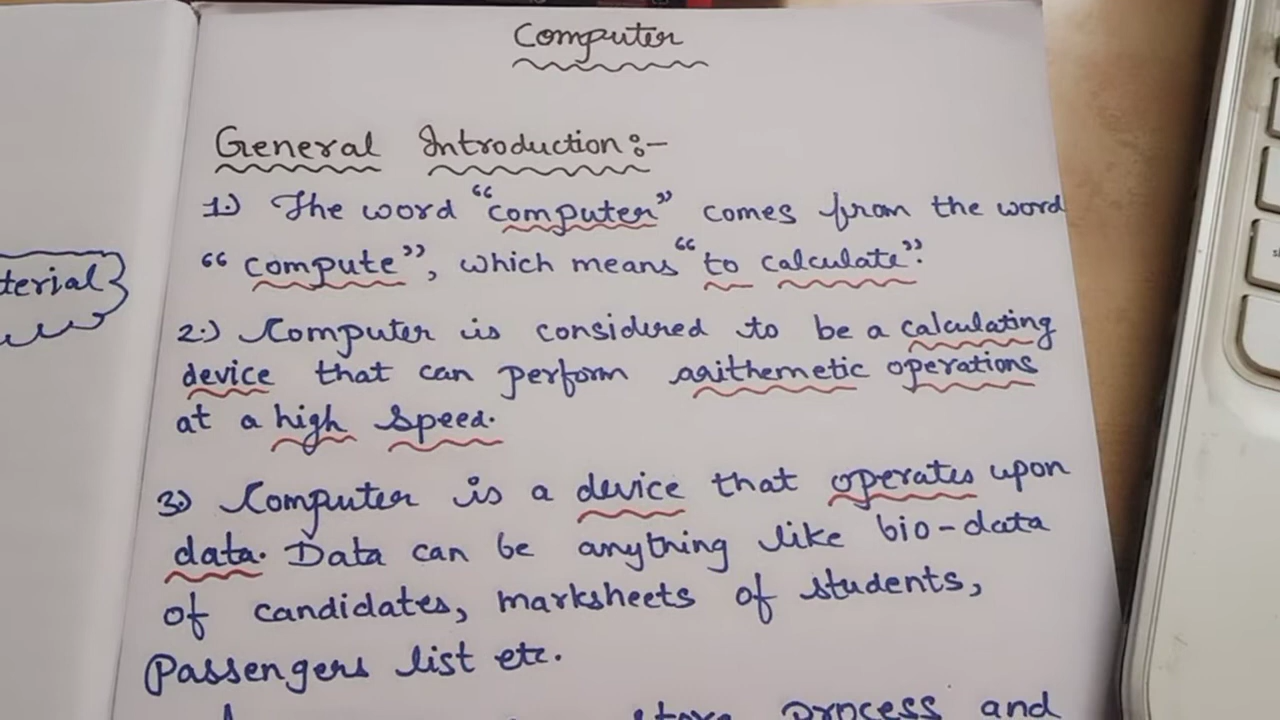 Computer
General Introduction :-
1.) The word "computer" comes from the word
"compute", which means "to calculate".
2.) Computer is considered to be a calculating
device that can perform arithemetic operations
at a high speed.
3) Computer is a device that operates upon
data. Data can be anything like bio-data
of candidates, marksheets of students,
Passengers list etc.
store process and
terial